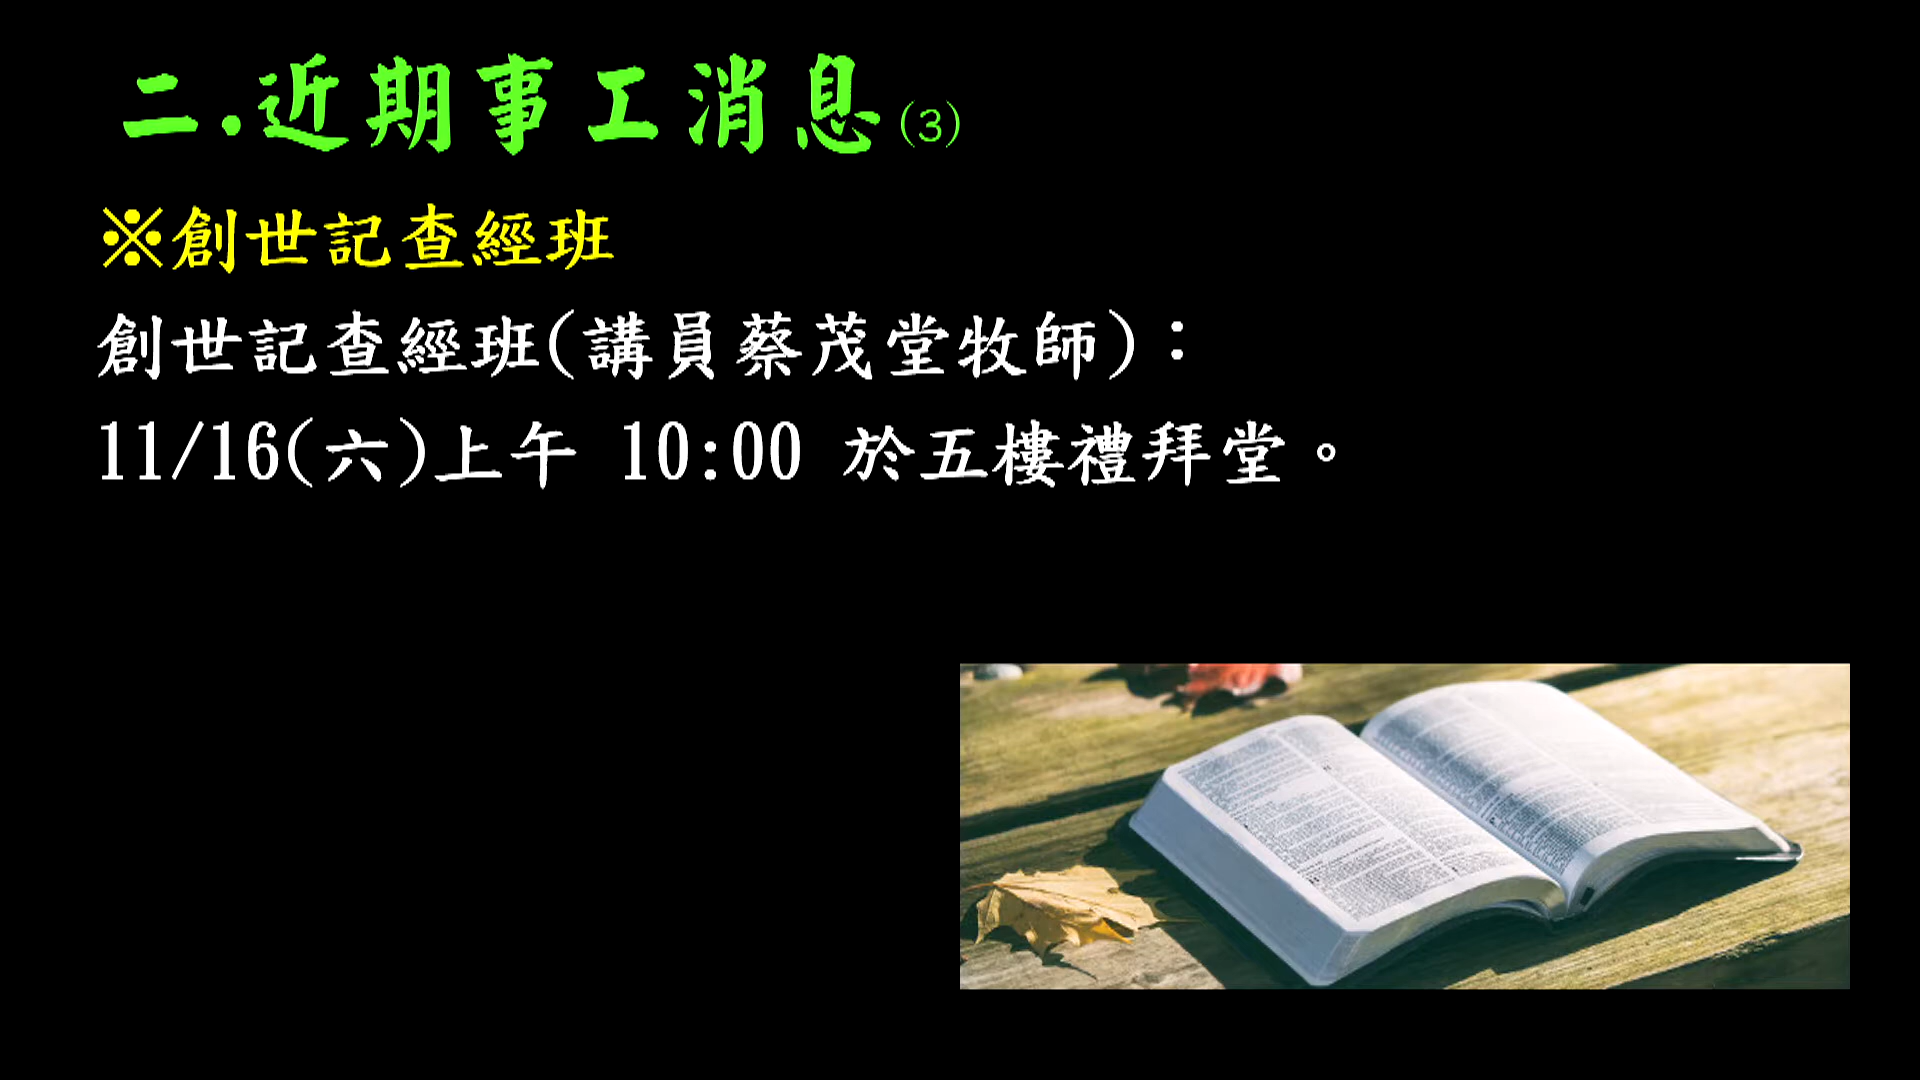 二.近期事工消息(3)
※創世記查經班
創世記查經班(講員蔡茂堂牧師)：
11/16(六)上午 10:00 於五樓禮拜堂。